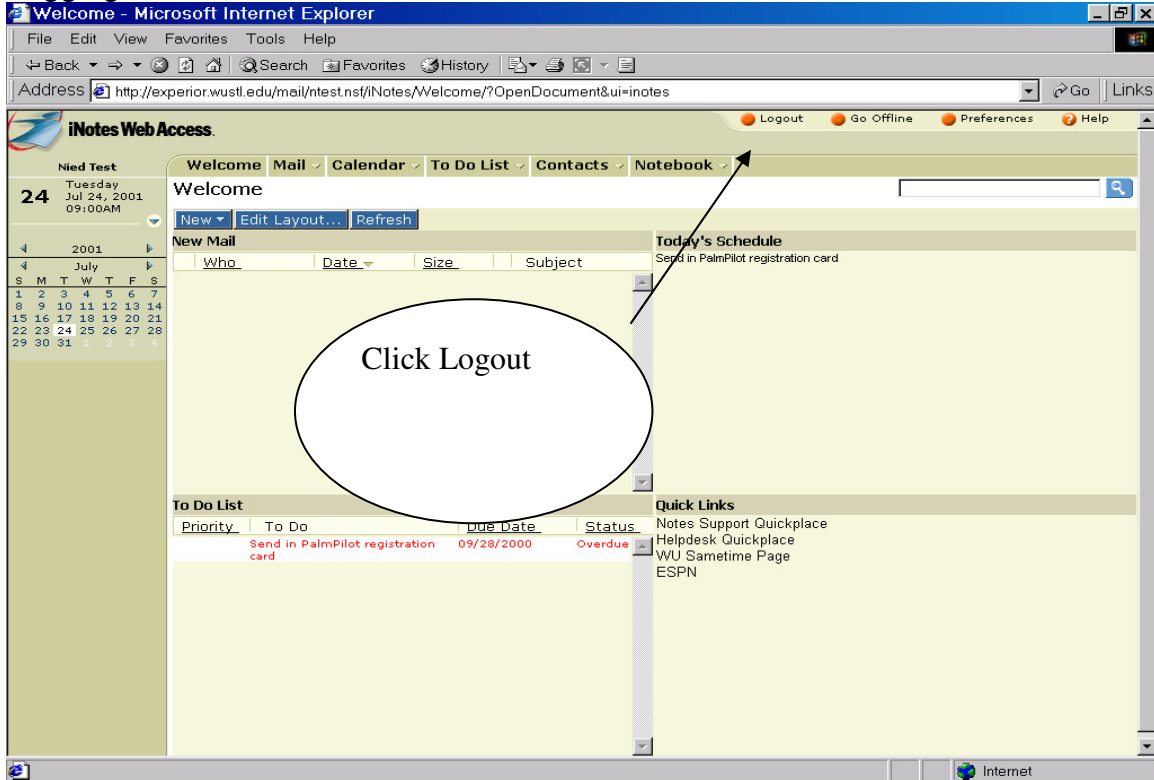 Welcome - Microsoft Internet Explorer
File Edit View Favorites Tools Help
Back Search Favorites History
Address http://experior.wustl.edu/mail/ntest.nsf/iNotes/Welcome/?OpenDocument&ui=inotes Go Links
iNotes Web Access.
Logout Go Offline Preferences Help
Nied Test
Welcome Mail Calendar To Do List Contacts Notebook
24 Tuesday
Jul 24, 2001
09:00AM
Welcome
New Edit Layout... Refresh
2001
July
S M T W T F S
1 2 3 4 5 6 7
8 9 10 11 12 13 14
15 16 17 18 19 20 21
22 23 24 25 26 27 28
29 30 31 1 2 3 4
New Mail
Who Date Size Subject
Today's Schedule
Send in PalmPilot registration card
Click Logout
To Do List
Priority To Do Due Date Status
Send in PalmPilot registration card 09/28/2000 Overdue
Quick Links
Notes Support Quickplace
Helpdesk Quickplace
WU Sametime Page
ESPN
Internet